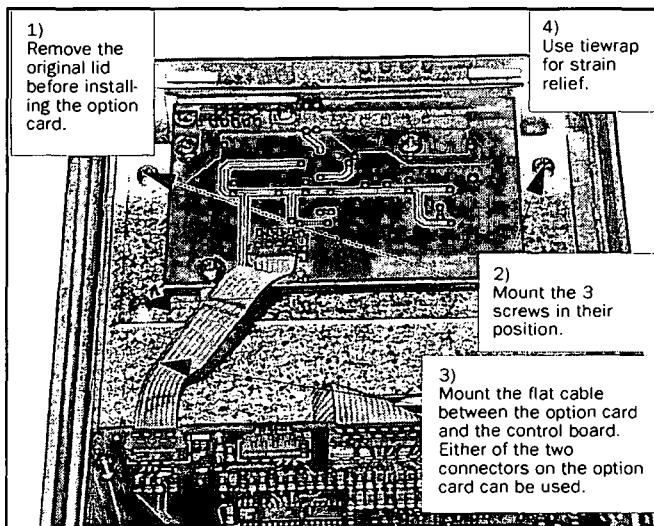 1)
Remove the
original lid
before install-
ing the option
card.
4)
Use tiewrap
for strain
relief.
2)
Mount the 3
screws in their
position.
3)
Mount the flat cable
between the option card
and the control board.
Either of the two
connectors on the option
card can be used.